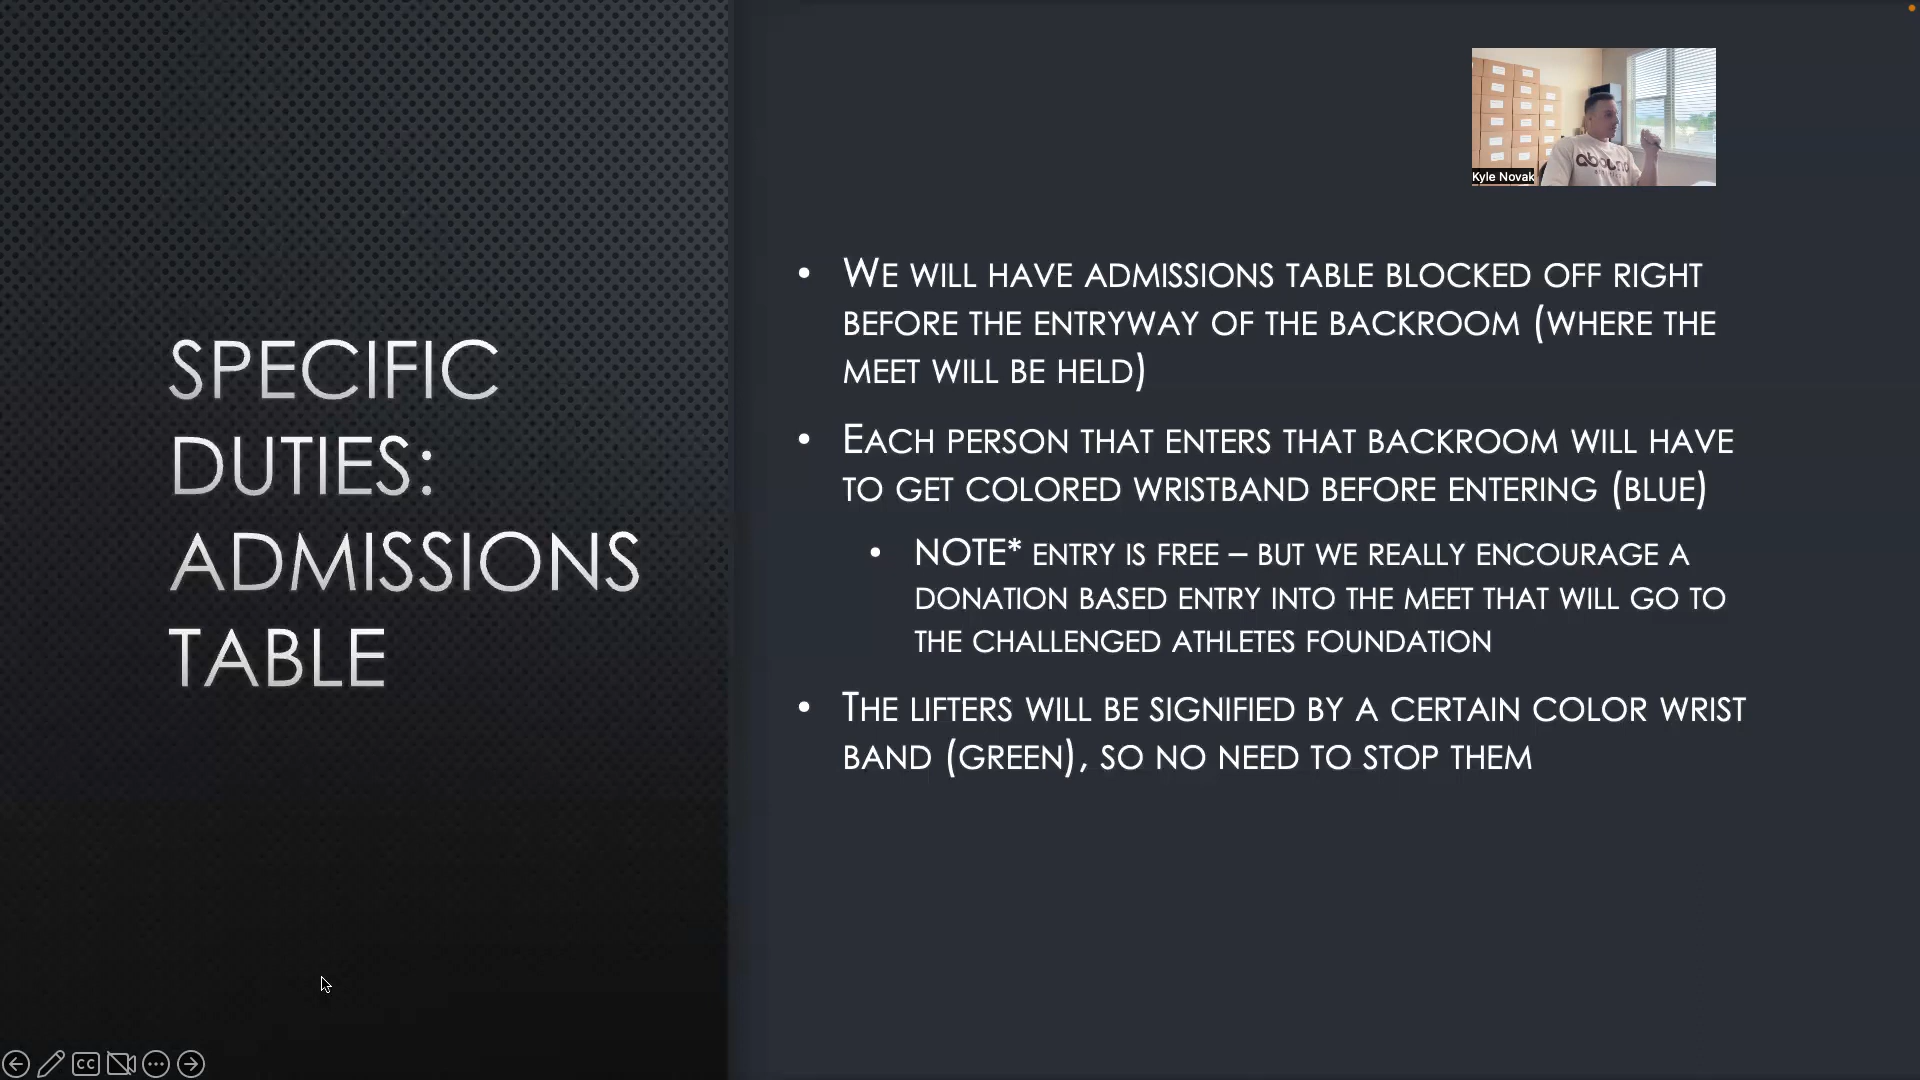 Kyle Novak
SPECIFIC
DUTIES:
ADMISSIONS
TABLE
• WE WILL HAVE ADMISSIONS TABLE BLOCKED OFF RIGHT
BEFORE THE ENTRYWAY OF THE BACKROOM (WHERE THE
MEET WILL BE HELD)
• EACH PERSON THAT ENTERS THAT BACKROOM WILL HAVE
TO GET COLORED WRISTBAND BEFORE ENTERING (BLUE)
• NOTE* ENTRY IS FREE – BUT WE REALLY ENCOURAGE A
DONATION BASED ENTRY INTO THE MEET THAT WILL GO TO
THE CHALLENGED ATHLETES FOUNDATION
• THE LIFTERS WILL BE SIGNIFIED BY A CERTAIN COLOR WRIST
BAND (GREEN), SO NO NEED TO STOP THEM
CC